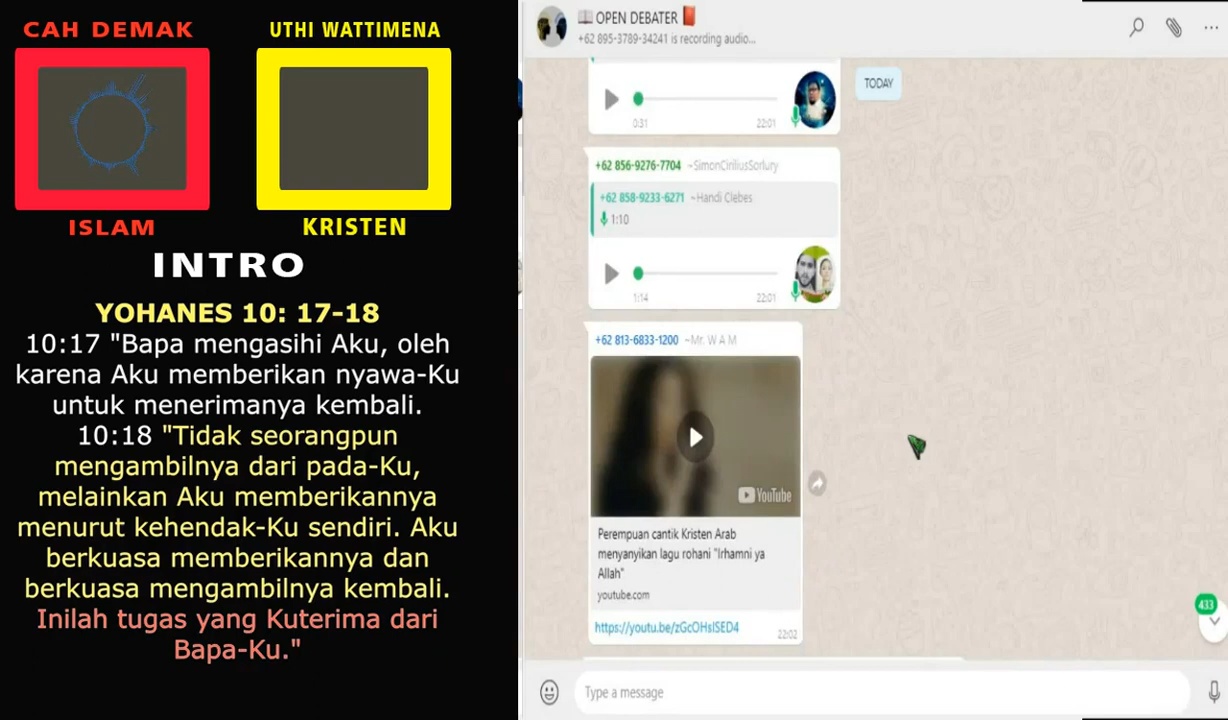 CAH DEMAK
UTHI WATTIMENA
ISLAM
KRISTEN
INTRO
YOHANES 10: 17-18
10:17 "Bapa mengasihi Aku, oleh
karena Aku memberikan nyawa-Ku
untuk menerimanya kembali.
10:18 "Tidak seorangpun
mengambilnya dari pada-Ku,
melainkan Aku memberikannya
menurut kehendak-Ku sendiri. Aku
berkuasa memberikannya dan
berkuasa mengambilnya kembali.
Inilah tugas yang Kuterima dari
Bapa-Ku."
OPEN DEBATER
+62 895-3789-34241 is recording audio...
TODAY
0:31
22:01
+62 856-9276-7704 ~SimonCiriliusSorlury
+62 858-9233-6271 ~Handi Clebes
1:10
1:14
22:01
+62 813-6833-1200 ~Mr. W A M
YouTube
Perempuan cantik Kristen Arab
menyanyikan lagu rohani "Irhamni ya
Allah"
youtube.com
https://youtu.be/zGcOHsISED4
22:02
433
Type a message